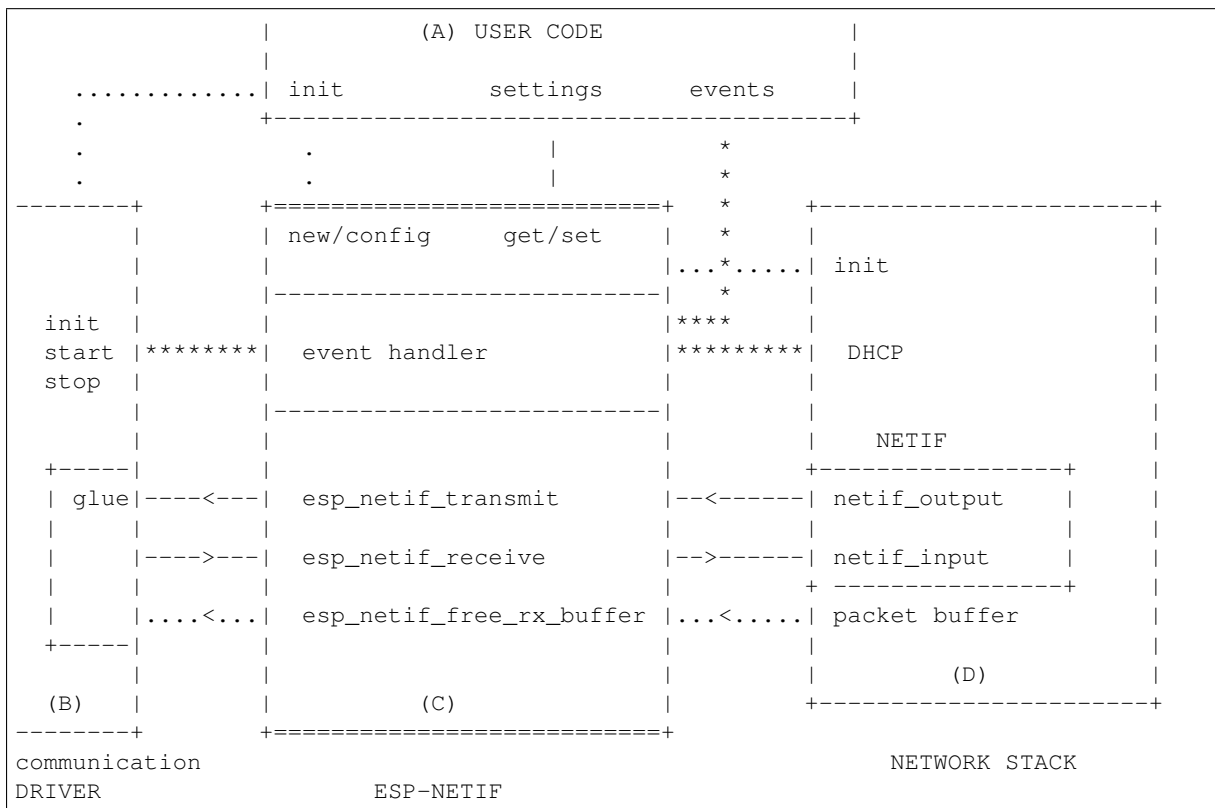 |          (A) USER CODE                 |
              |                                        |
    .............| init          settings      events     |
    .            +----------------------------------------+
    .               .                |           *
    .               .                |           *
--------+        +===========================+   *     +-----------------------+
        |        | new/config     get/set    |   *     |                       |
        |        |                           |...*.....| init                  |
        |        |---------------------------|   *     |                       |
  init  |        |                           |****     |                       |
  start |********|  event handler            |*********|  DHCP                 |
  stop  |        |                           |         |                       |
        |        |---------------------------|         |                       |
        |        |                           |         |    NETIF              |
  +-----|        |                           |         +-----------------+     |
  | glue|----<---|  esp_netif_transmit       |--<------| netif_output    |     |
  |     |        |                           |         |                 |     |
  |     |---->---|  esp_netif_receive        |-->------| netif_input     |     |
  |     |        |                           |         + ----------------+     |
  |     |....<...|  esp_netif_free_rx_buffer |...<.....| packet buffer         |
  +-----|        |                           |         |                       |
        |        |                           |         |         (D)           |
  (B)   |        |          (C)              |         +-----------------------+
--------+        +===========================+
communication                                                NETWORK STACK
DRIVER                   ESP-NETIF